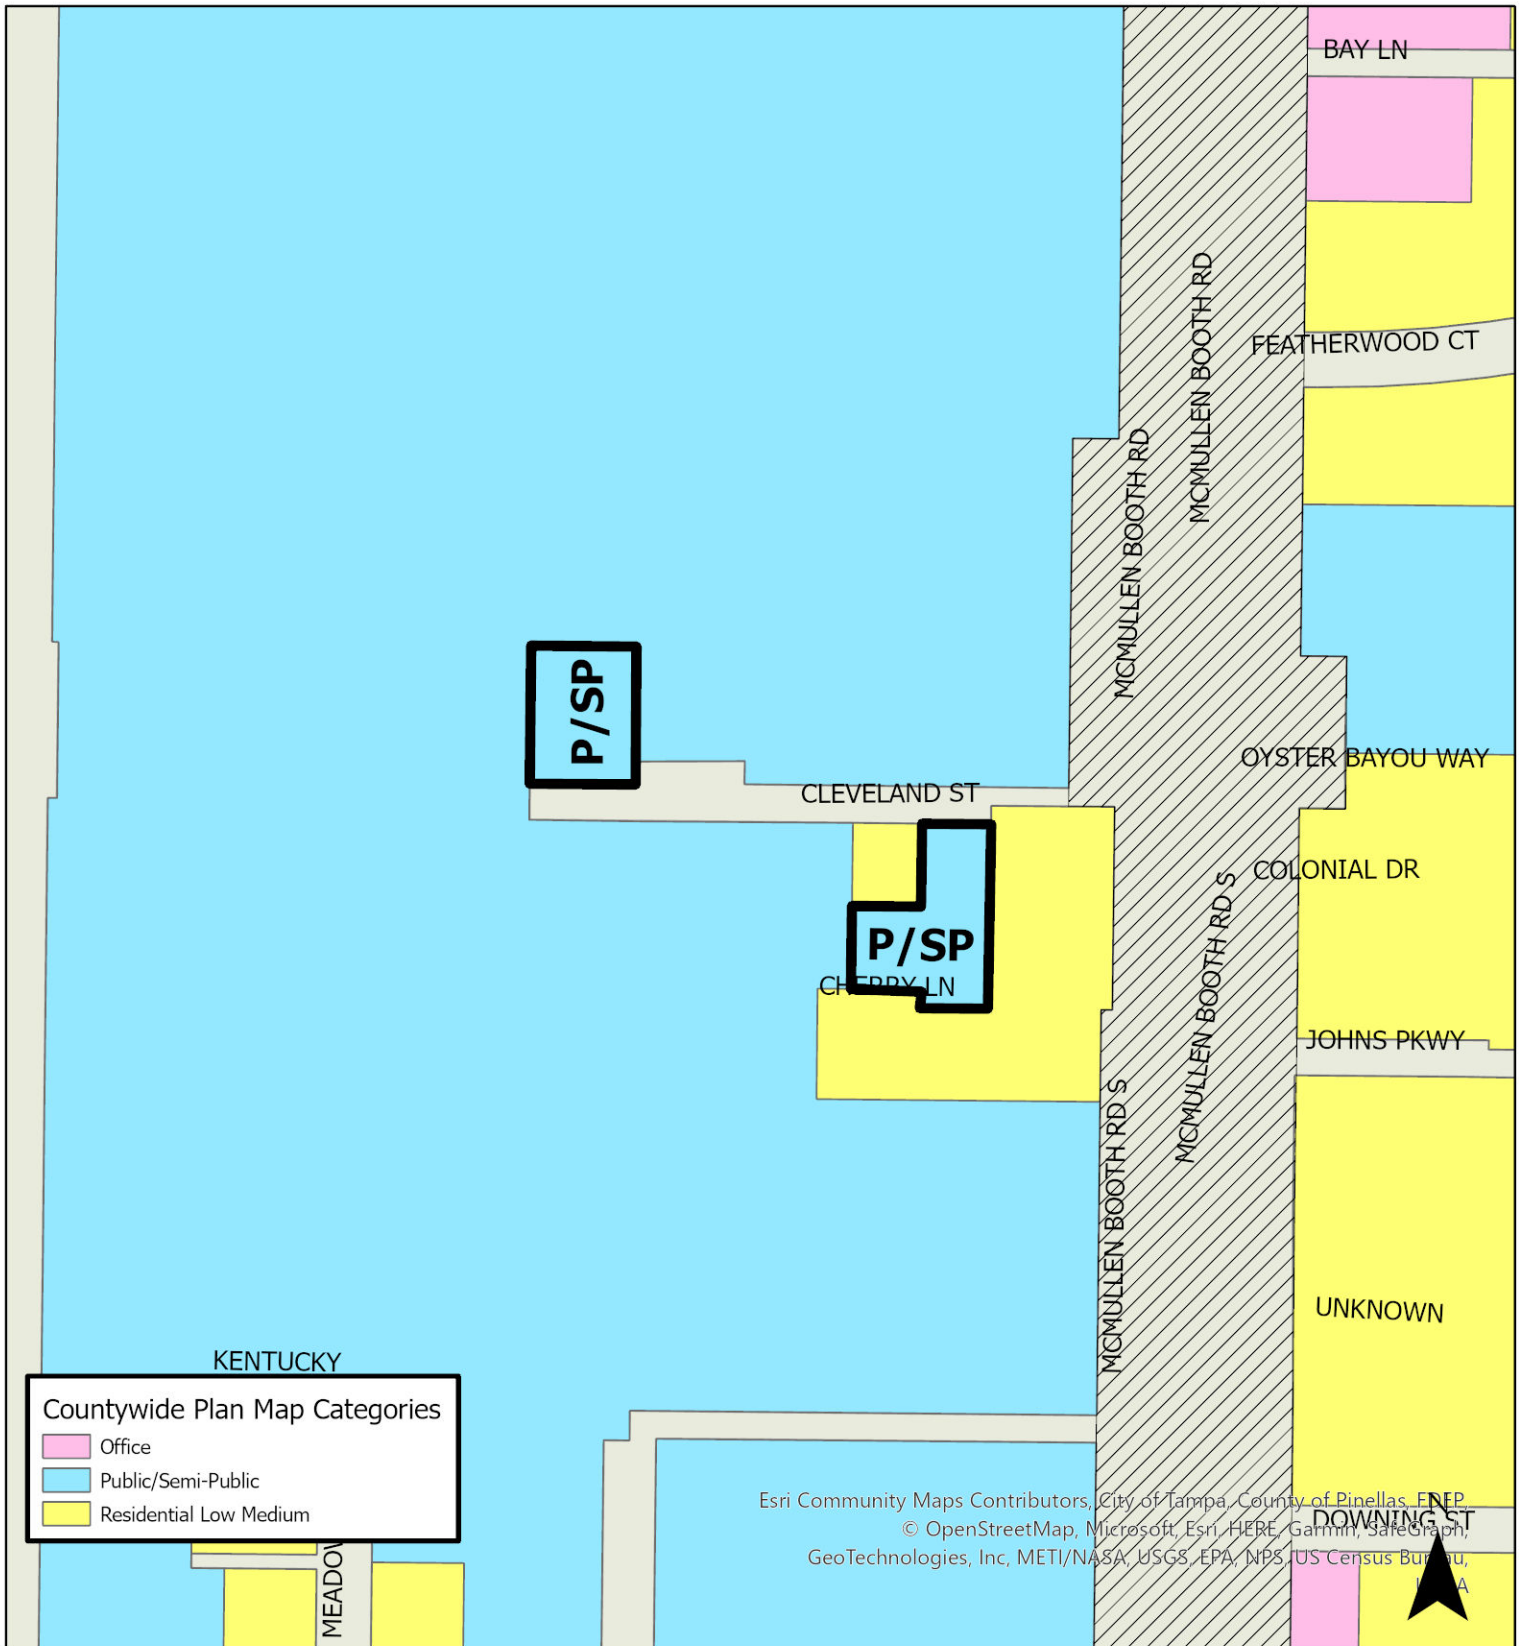 BAY LN
MCMULLEN BOOTH RD
FEATHERWOOD CT
MCMULLEN BOOTH RD
P/SP
OYSTER BAYOU WAY
CLEVELAND ST
COLONIAL DR
P/SP
CHERRY LN
MCMULLEN BOOTH RD S
JOHNS PKWY
MCMULLEN BOOTH RD S
UNKNOWN
KENTUCKY
Countywide Plan Map Categories
Office
Public/Semi-Public
Residential Low Medium
MEADOW
N
DOWNING ST
Esri Community Maps Contributors, City of Tampa, County of Pinellas, FDEP,
© OpenStreetMap, Microsoft, Esri, HERE, Garmin, SafeGraph,
GeoTechnologies, Inc, METI/NASA, USGS, EPA, NPS, US Census Bureau,